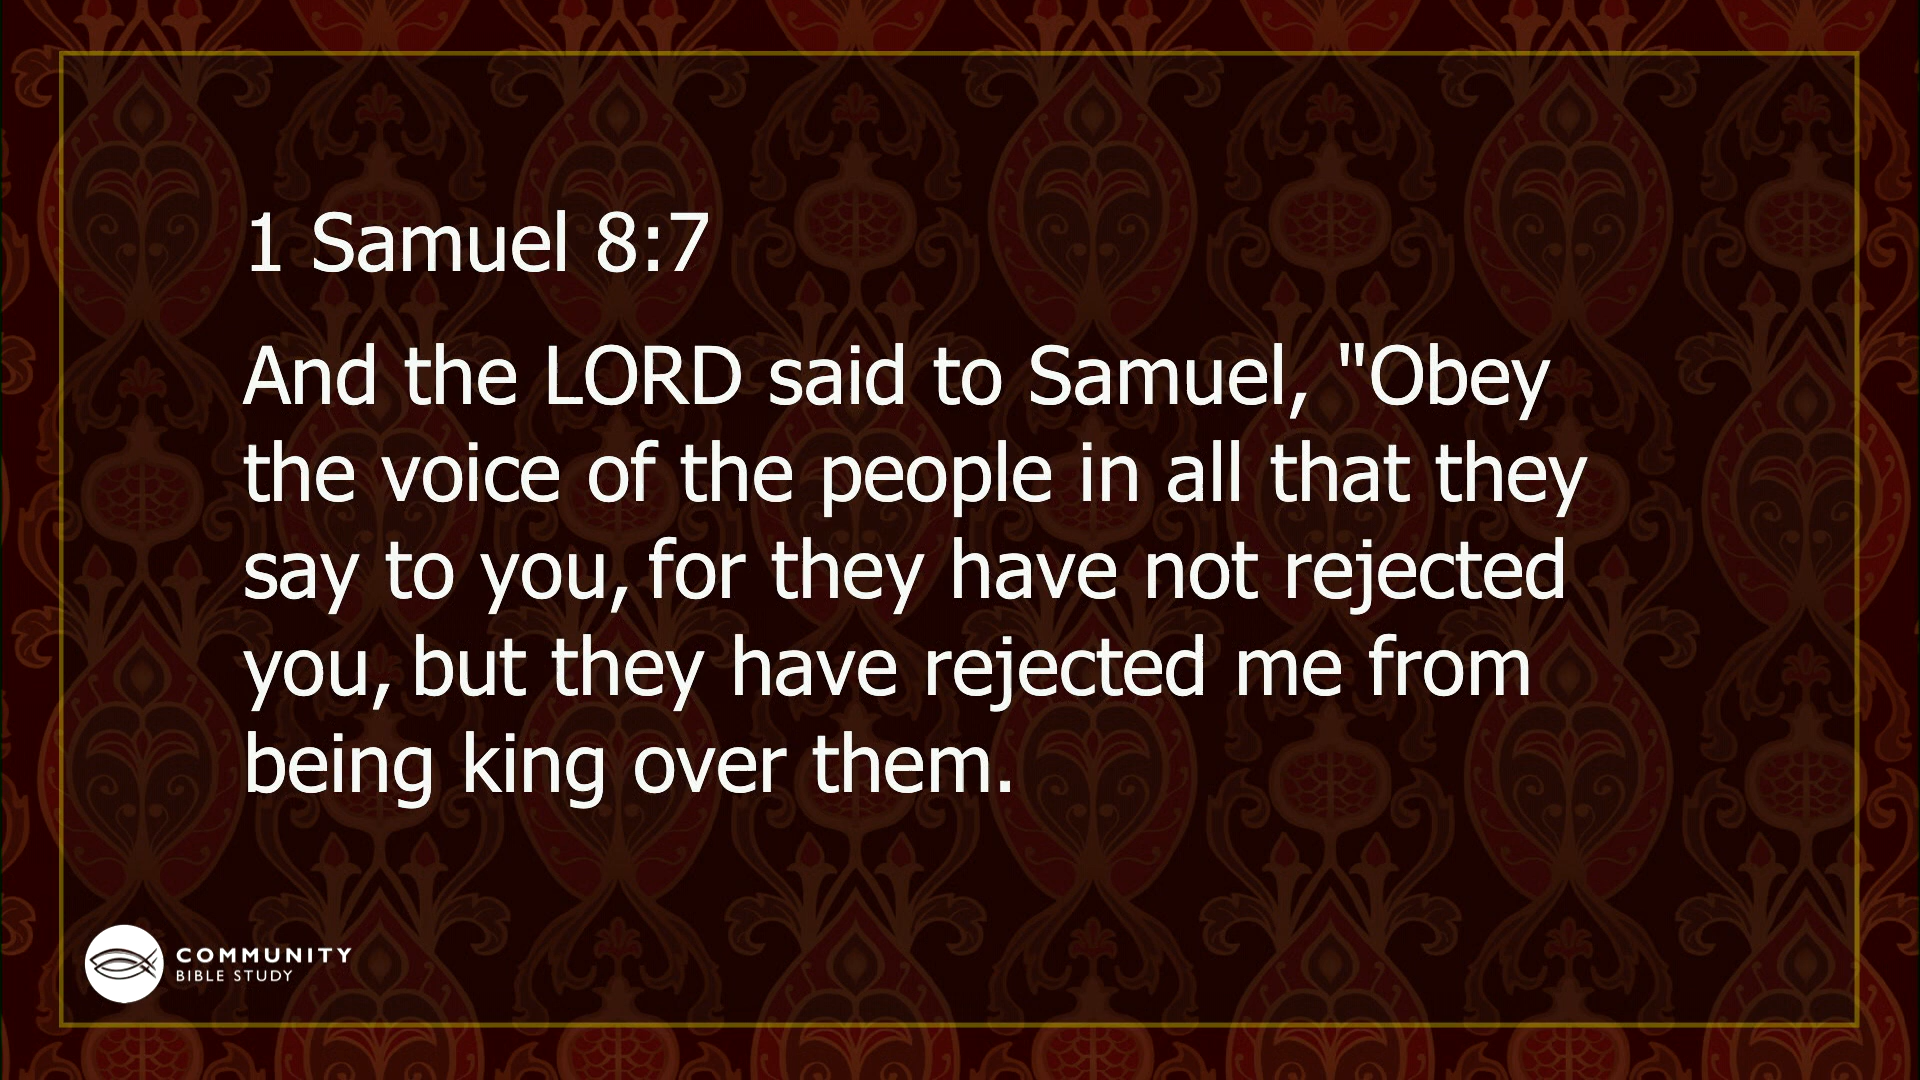 1 Samuel 8:7
And the LORD said to Samuel, "Obey
the voice of the people in all that they
say to you, for they have not rejected
you, but they have rejected me from
being king over them.
COMMUNITY
BIBLE STUDY